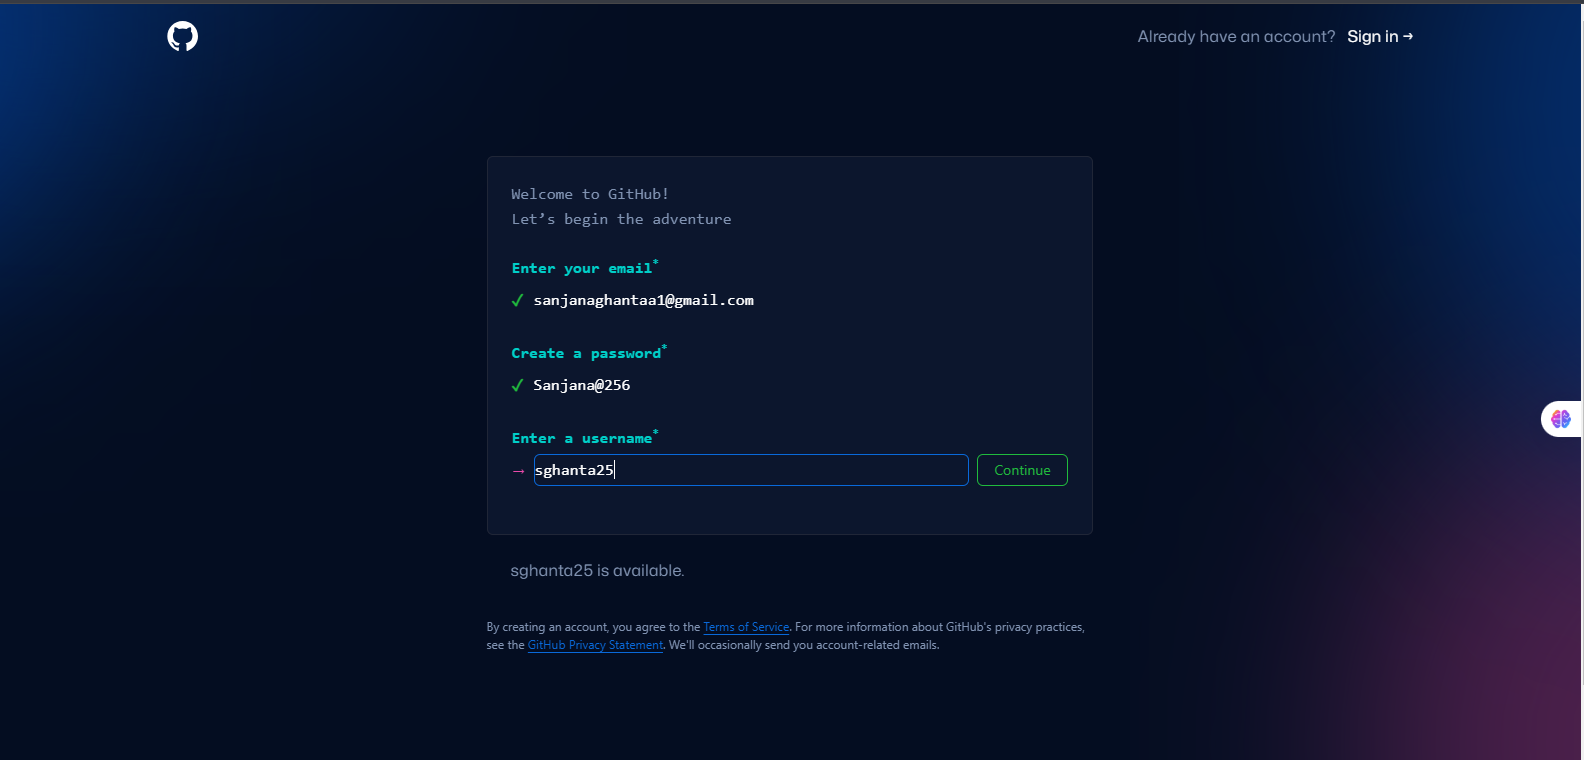 Already have an account? Sign in →
Welcome to GitHub!
Let’s begin the adventure
Enter your email*
✓ sanjanaghantaa1@gmail.com
Create a password*
✓ Sanjana@256
Enter a username*
→ sghanta25 Continue
sghanta25 is available.
By creating an account, you agree to the Terms of Service. For more information about GitHub's privacy practices,
see the GitHub Privacy Statement. We'll occasionally send you account-related emails.